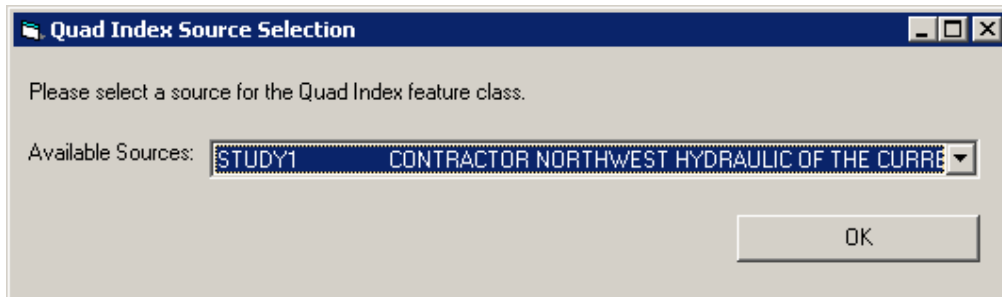 Quad Index Source Selection
Please select a source for the Quad Index feature class.
Available Sources: STUDY1 CONTRACTOR NORTHWEST HYDRAULIC OF THE CURRE
OK